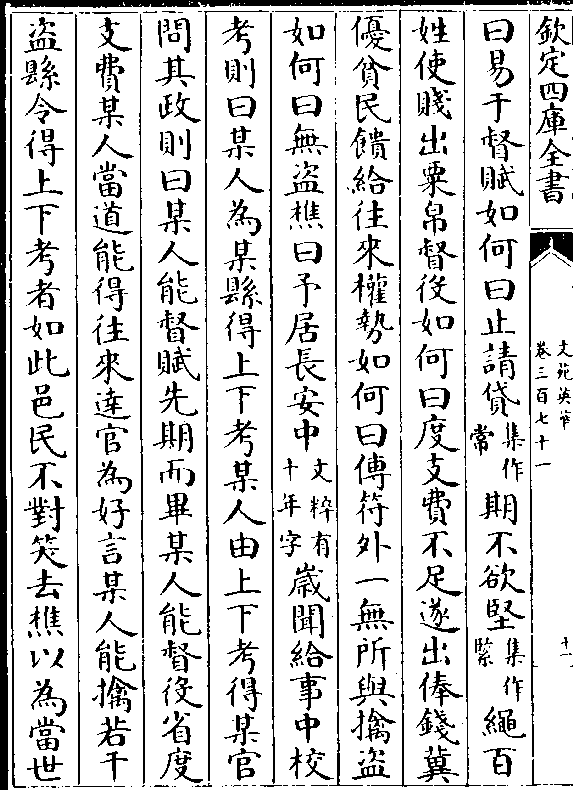 欽定四庫全書
文苑英華
卷三百七十一
十一
曰易于督賦如何曰止請貸集作常期不欲堅集作緊繩百
姓使賤出粟帛督役如何曰度支費不足遂出俸錢冀
優貧民饋給往來權勢如何曰傳符外一無所與擒盜
如何曰無盜樵曰予居長安中文粹有十年字歲聞給事中校
考則曰某人為某縣得上下考某人由上下考得某官
問其政則曰某人能督賦先期而畢某人能督役省度
支費某人當道能得往來達官為好言某人能擒若干
盜縣令得上下考者如此邑民不對笑去樵以為當世